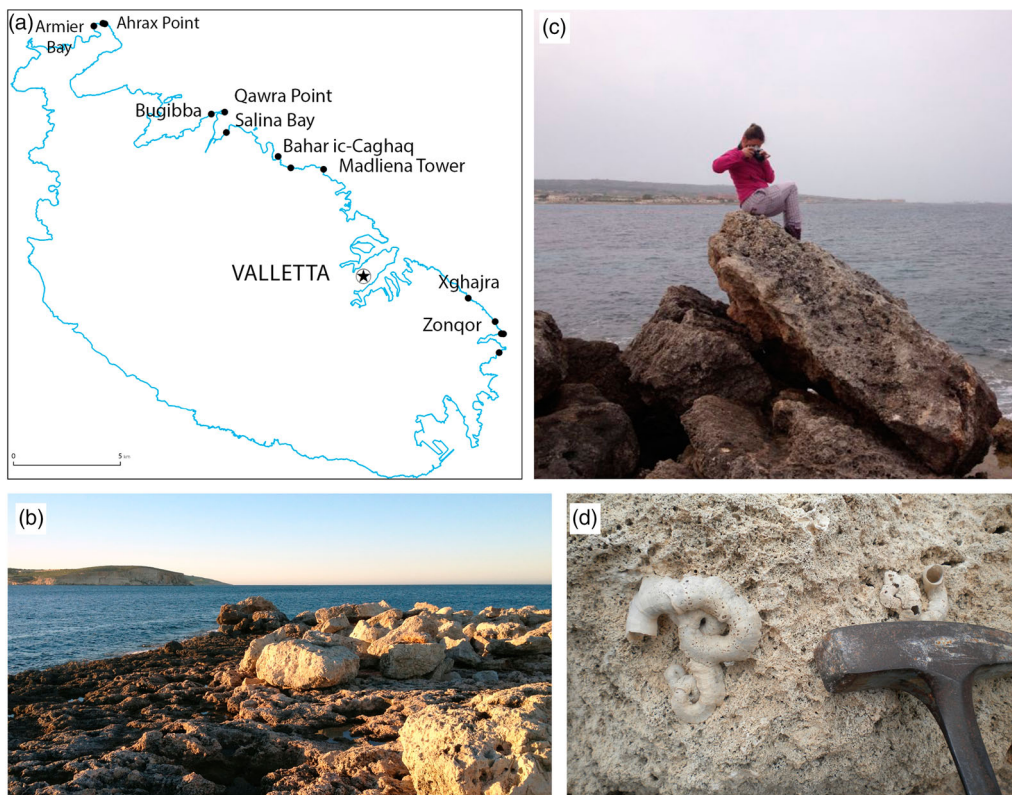 (a)
Armier
Bay
Ahrax Point
Bugibba
Qawra Point
Salina Bay
Bahar ic-Caghaq
Madliena Tower
VALLETTA
Xghajra
Zonqor
0
5 km
(c)
(b)
(d)